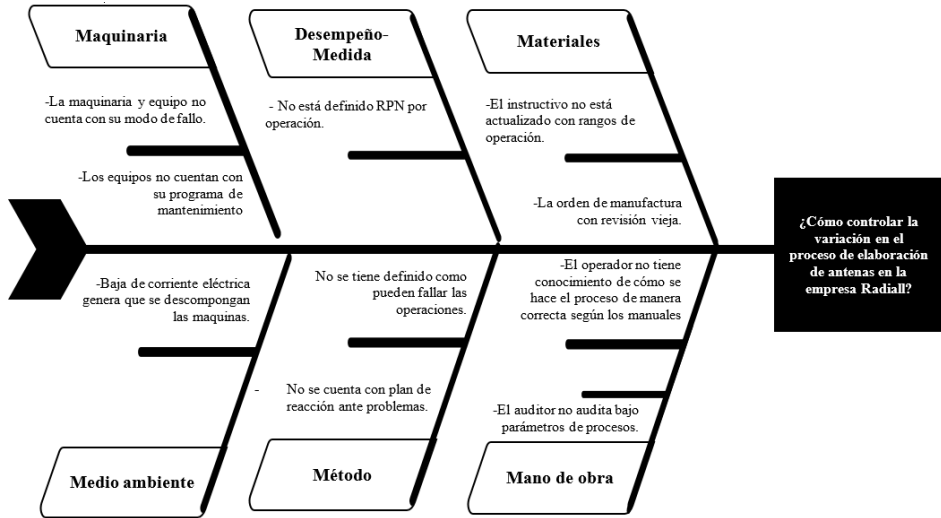 Maquinaria
-La maquinaria y equipo no
cuenta con su modo de fallo.
-Los equipos no cuentan con
su programa de
mantenimiento
Desempeño-
Medida
- No está definido RPN por
operación.
Materiales
-El instructivo no está
actualizado con rangos de
operación.
-La orden de manufactura
con revisión vieja.
¿Cómo controlar la
variación en el
proceso de elaboración
de antenas en la
empresa Radiall?
-Baja de corriente eléctrica
genera que se descompongan
las maquinas.
Medio ambiente
No se tiene definido como
pueden fallar las
operaciones.
- No se cuenta con plan de
reacción ante problemas.
Método
-El operador no tiene
conocimiento de cómo se
hace el proceso de manera
correcta según los manuales
-El auditor no audita bajo
parámetros de procesos.
Mano de obra